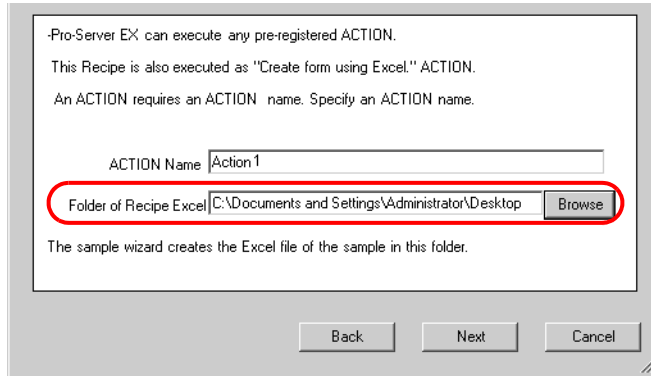 -Pro-Server EX can execute any pre-registered ACTION.
This Recipe is also executed as "Create form using Excel." ACTION.
An ACTION requires an ACTION name. Specify an ACTION name.
ACTION Name Action1
Folder of Recipe Excel C:\Documents and Settings\Administrator\Desktop Browse
The sample wizard creates the Excel file of the sample in this folder.
Back Next Cancel